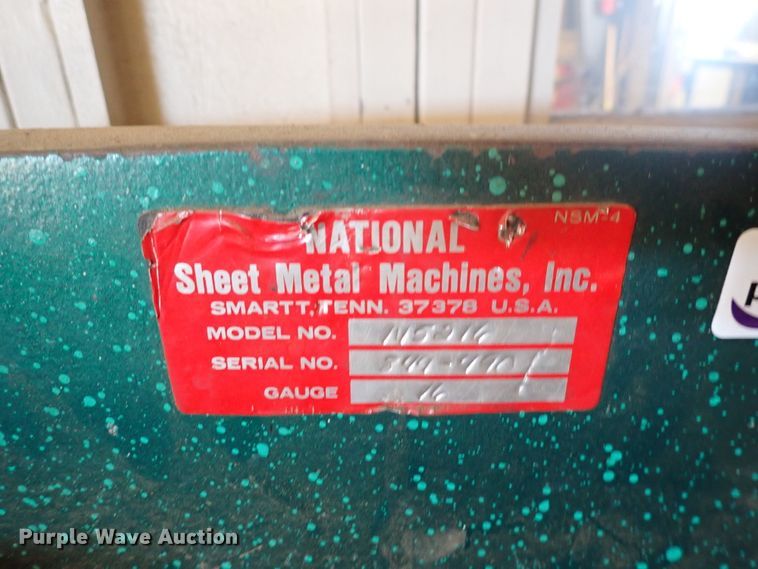 NSM-4
NATIONAL
Sheet Metal Machines, Inc.
SMARTT, TENN. 37378 U.S.A.
MODEL NO.
SERIAL NO.
GAUGE 16
Purple Wave Auction